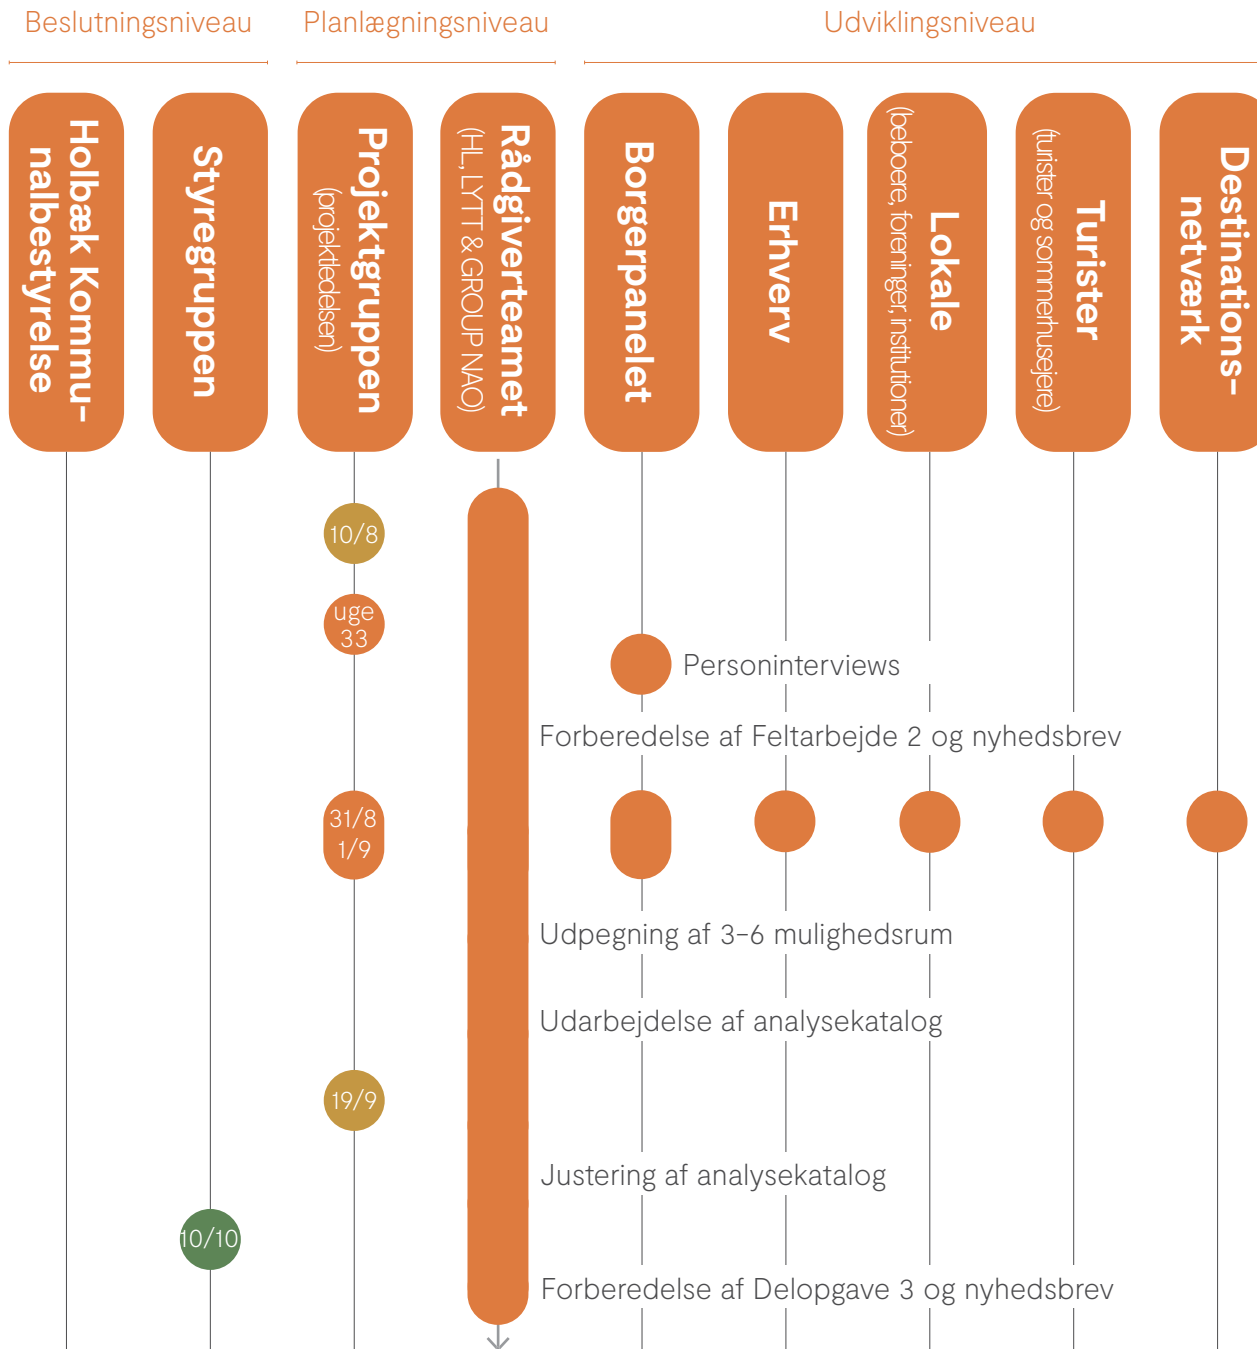 Beslutningsniveau
Planlægningsniveau
Udviklingsniveau
Holbæk Kommu-
nalbestyrelse
Styregruppen
Projektgruppen
(projektledelsen)
Rådgiverteamet
(HL, LYTT & GROUP NAO)
Borgerpanelet
Erhverv
Lokale
(beboere, foreninger, institutioner)
Turister
(turister og sommerhusejere)
Destinations-
netværk
10/8
uge
33
Personinterviews
Forberedelse af Feltarbejde 2 og nyhedsbrev
31/8
1/9
Udpegning af 3-6 mulighedsrum
Udarbejdelse af analysekatalog
19/9
Justering af analysekatalog
10/10
Forberedelse af Delopgave 3 og nyhedsbrev